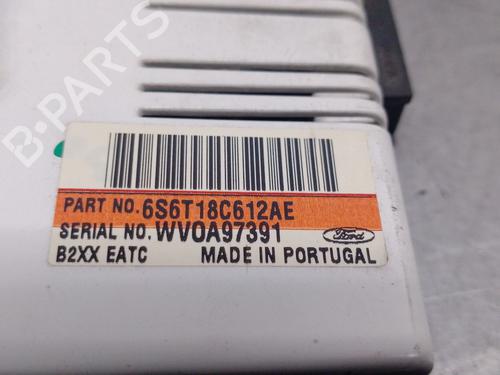 B-PARTS
PART NO. 6S6T18C612AE
SERIAL NO. WV0A97391
Ford
B2XX EATC MADE IN PORTUGAL